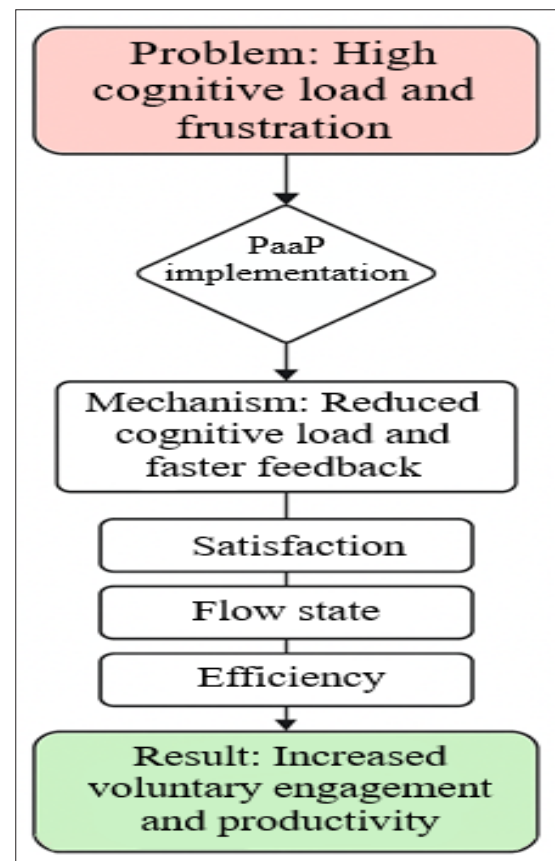 Problem: High
cognitive load and
frustration
PaaP
implementation
Mechanism: Reduced
cognitive load and
faster feedback
Satisfaction
Flow state
Efficiency
Result: Increased
voluntary engagement
and productivity